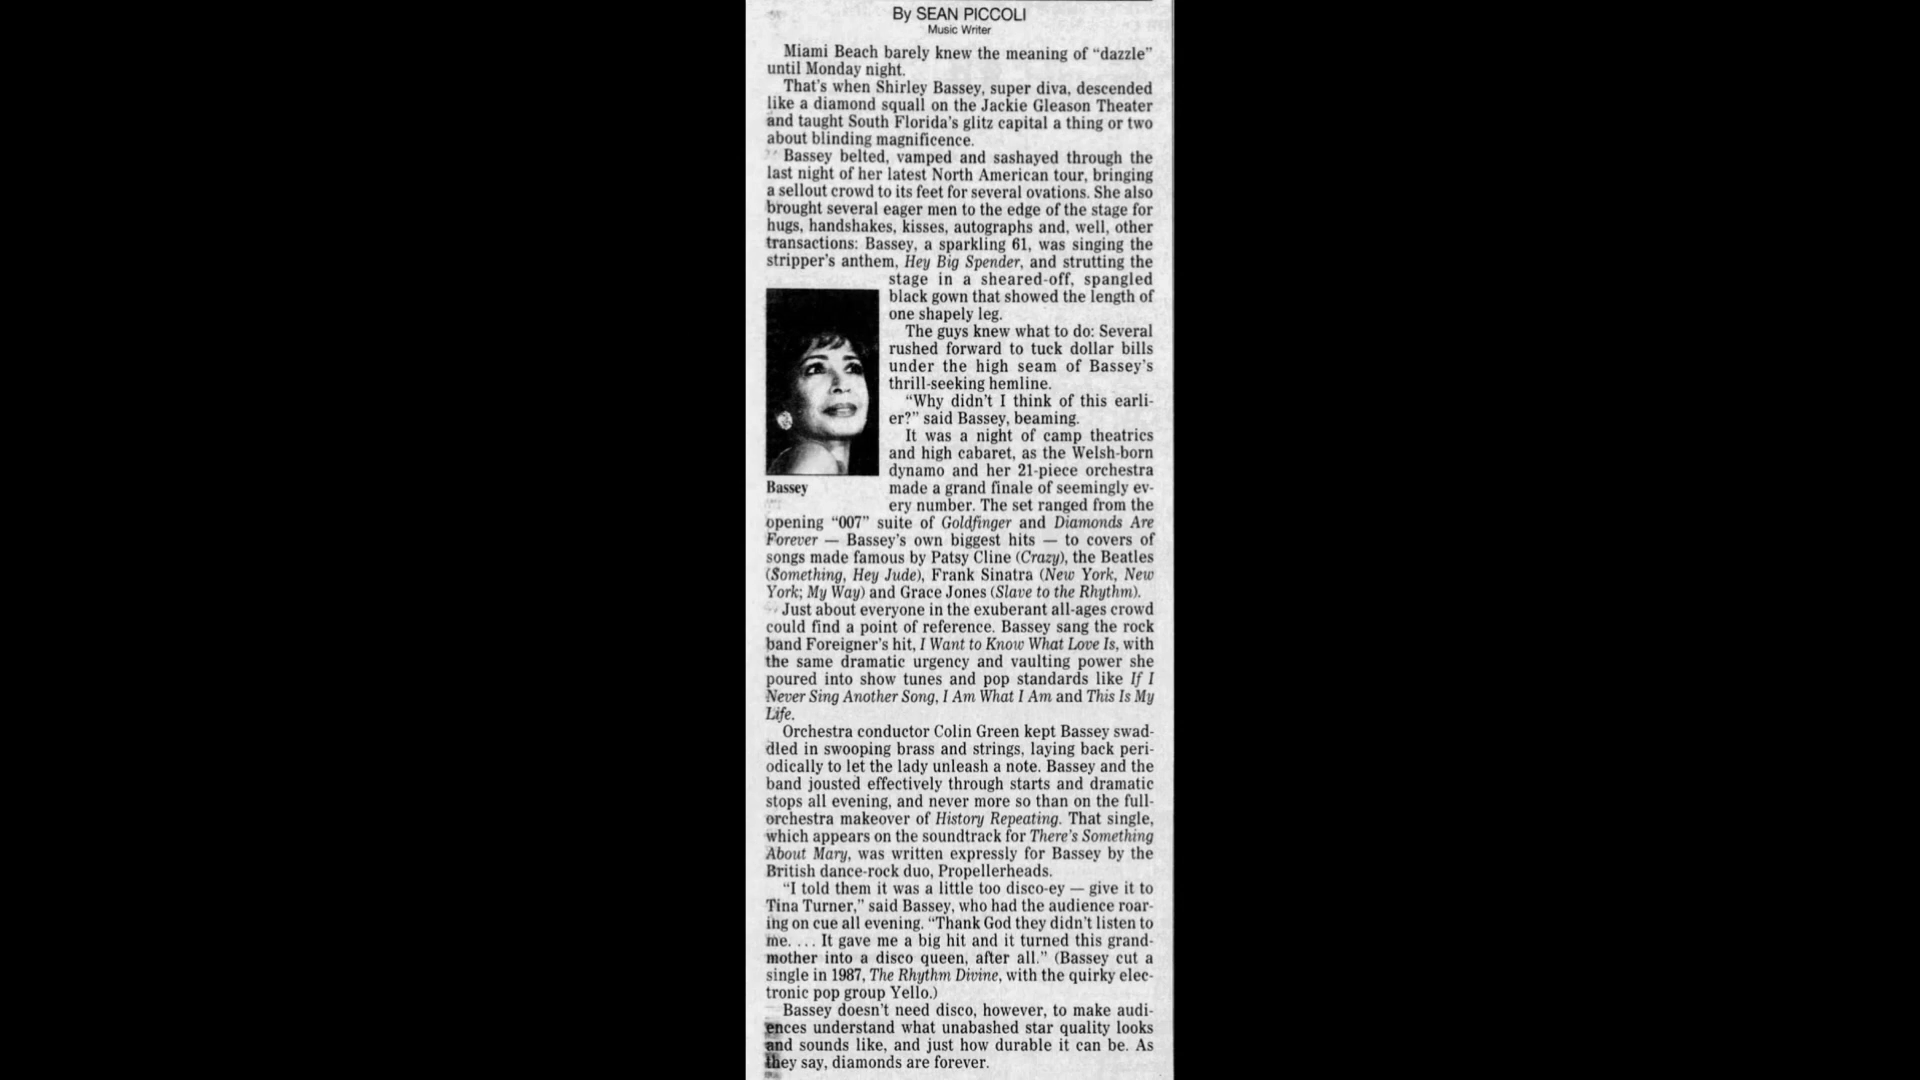 By SEAN PICCOLI
Music Writer
Miami Beach barely knew the meaning of “dazzle”
until Monday night.
That’s when Shirley Bassey, super diva, descended
like a diamond squall on the Jackie Gleason Theater
and taught South Florida’s glitz capital a thing or two
about blinding magnificence.
Bassey belted, vamped and sashayed through the
last night of her latest North American tour, bringing
a sellout crowd to its feet for several ovations. She also
brought several eager men to the edge of the stage for
hugs, handshakes, kisses, autographs and, well, other
transactions: Bassey, a sparkling 61, was singing the
stripper’s anthem, Hey Big Spender, and strutting the
stage in a sheared-off, spangled
black gown that showed the length of
one shapely leg.
The guys knew what to do: Several
rushed forward to tuck dollar bills
under the high seam of Bassey’s
thrill-seeking hemline.
“Why didn’t I think of this earli-
er?” said Bassey, beaming.
It was a night of camp theatrics
and high cabaret, as the Welsh-born
dynamo and her 21-piece orchestra
made a grand finale of seemingly ev-
ery number. The set ranged from the
opening “007” suite of Goldfinger and Diamonds Are
Forever — Bassey’s own biggest hits — to covers of
songs made famous by Patsy Cline (Crazy), the Beatles
(Something, Hey Jude), Frank Sinatra (New York, New
York; My Way) and Grace Jones (Slave to the Rhythm).
Just about everyone in the exuberant all-ages crowd
could find a point of reference. Bassey sang the rock
band Foreigner’s hit, I Want to Know What Love Is, with
the same dramatic urgency and vaulting power she
poured into show tunes and pop standards like If I
Never Sing Another Song, I Am What I Am and This Is My
Life.
Orchestra conductor Colin Green kept Bassey swad-
dled in swooping brass and strings, laying back peri-
odically to let the lady unleash a note. Bassey and the
band jousted effectively through starts and dramatic
stops all evening, and never more so than on the full-
orchestra makeover of History Repeating. That single,
which appears on the soundtrack for There’s Something
About Mary, was written expressly for Bassey by the
British dance-rock duo, Propellerheads.
“I told them it was a little too disco-ey — give it to
Tina Turner,” said Bassey, who had the audience roar-
ing on cue all evening. “Thank God they didn’t listen to
me. . . . It gave me a big hit and it turned this grand-
mother into a disco queen, after all.” (Bassey cut a
single in 1987, The Rhythm Divine, with the quirky elec-
tronic pop group Yello.)
Bassey doesn’t need disco, however, to make audi-
ences understand what unabashed star quality looks
and sounds like, and just how durable it can be. As
they say, diamonds are forever.
Bassey